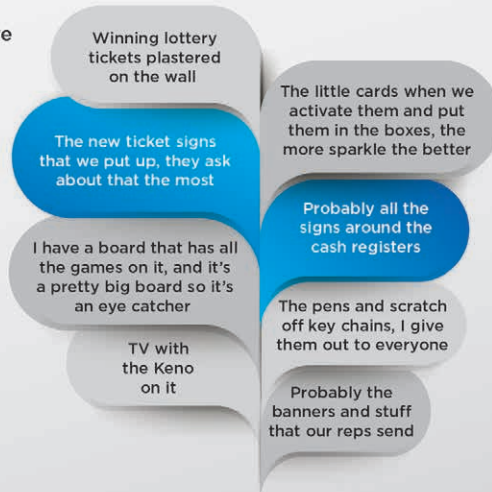 Winning lottery
tickets plastered
on the wall
The little cards when we
activate them and put
them in the boxes, the
more sparkle the better
The new ticket signs
that we put up, they ask
about that the most
Probably all the
signs around the
cash registers
I have a board that has all
the games on it, and it's
a pretty big board so it's
an eye catcher
The pens and scratch
off key chains, I give
them out to everyone
TV with
the Keno
on it
Probably the
banners and stuff
that our reps send